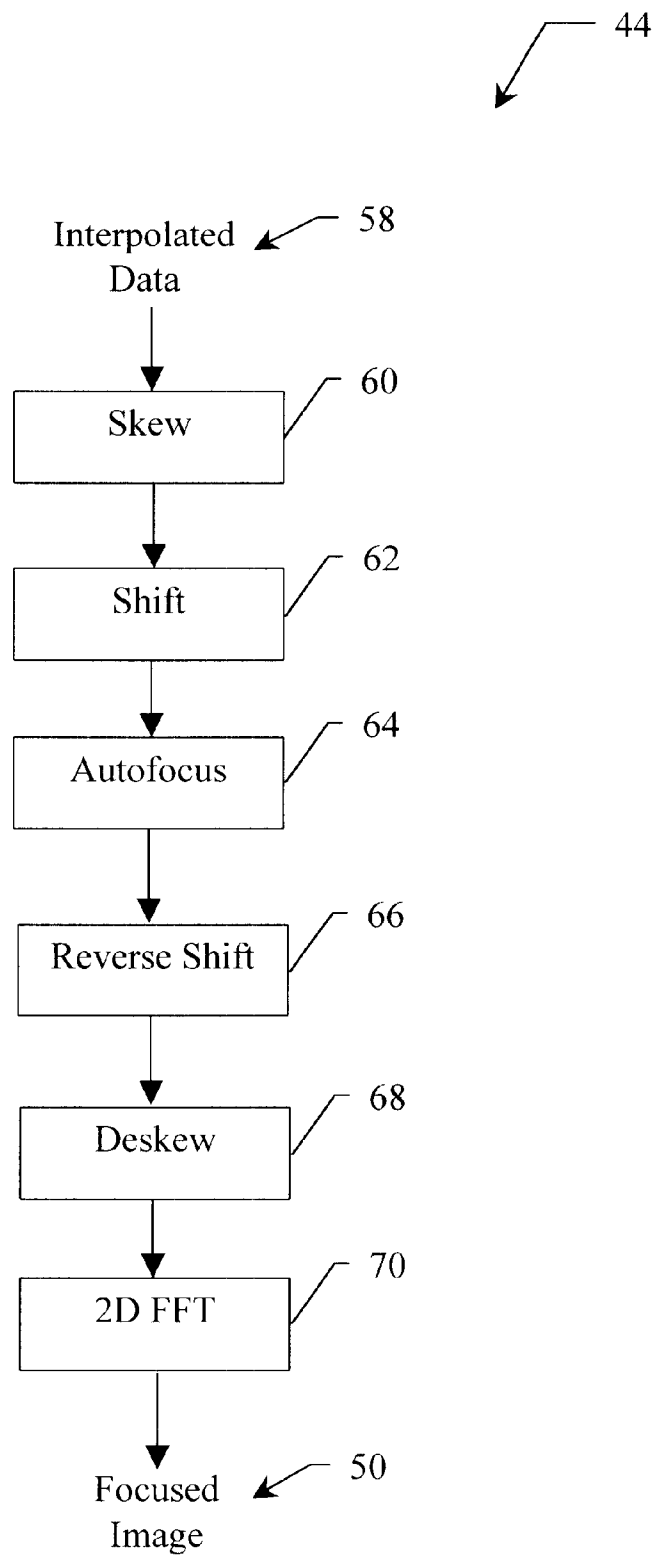 44
Interpolated
Data
58
Skew
60
Shift
62
Autofocus
64
Reverse Shift
66
Deskew
68
2D FFT
70
Focused
Image
50